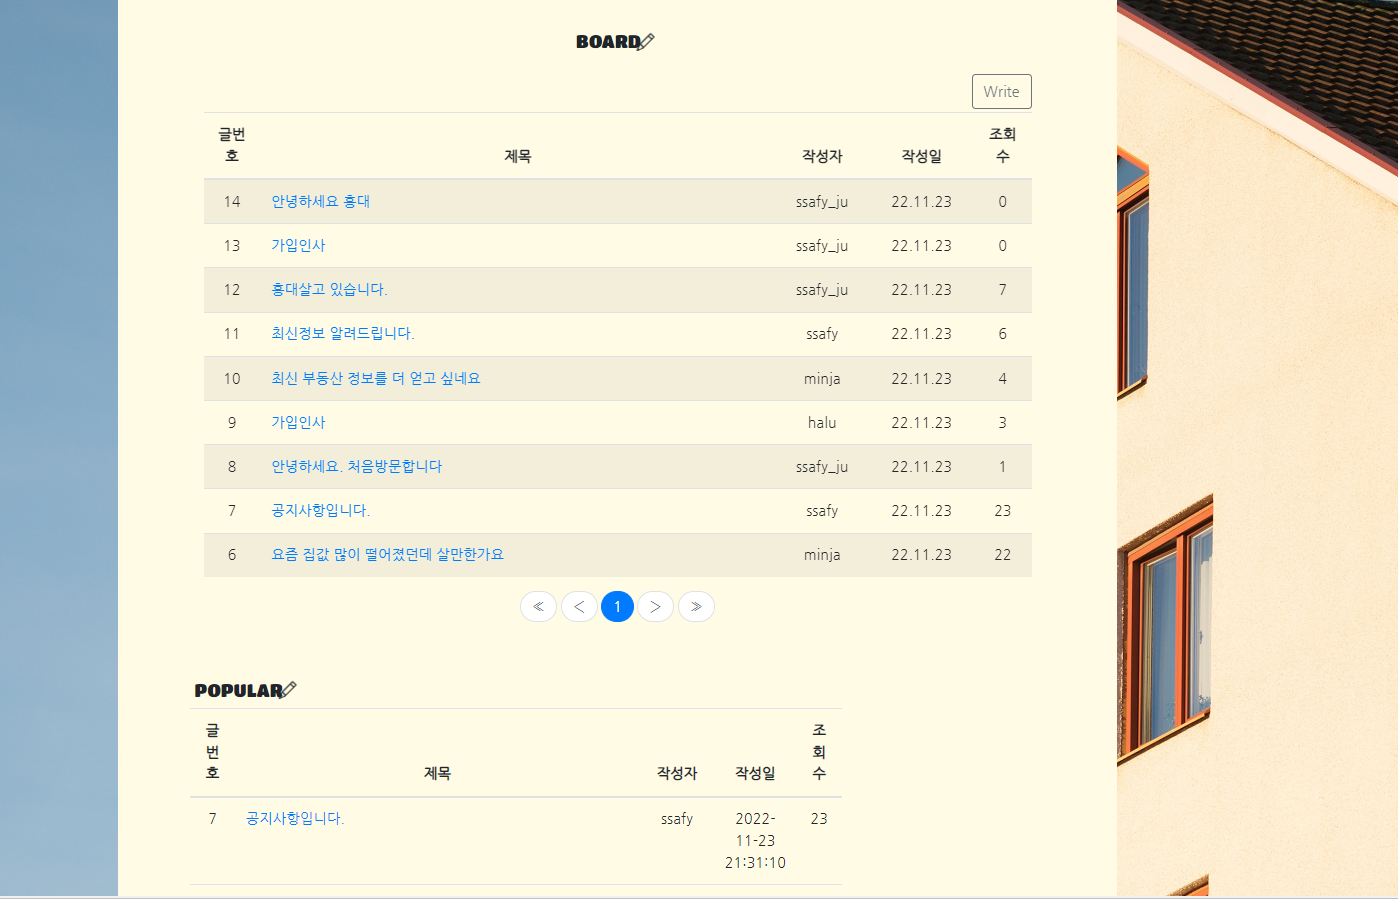 BOARD
Write
글번호 제목 작성자 작성일 조회수
14 안녕하세요 홍대 ssafy_ju 22.11.23 0
13 가입인사 ssafy_ju 22.11.23 0
12 홍대살고 있습니다. ssafy_ju 22.11.23 7
11 최신정보 알려드립니다. ssafy 22.11.23 6
10 최신 부동산 정보를 더 얻고 싶네요 minja 22.11.23 4
9 가입인사 halu 22.11.23 3
8 안녕하세요. 처음방문합니다 ssafy_ju 22.11.23 1
7 공지사항입니다. ssafy 22.11.23 23
6 요즘 집값 많이 떨어졌던데 살만한가요 minja 22.11.23 22
≪ < 1 > ≫
POPULAR
글번호 제목 작성자 작성일 조회수
7 공지사항입니다. ssafy 2022-11-23 21:31:10 23